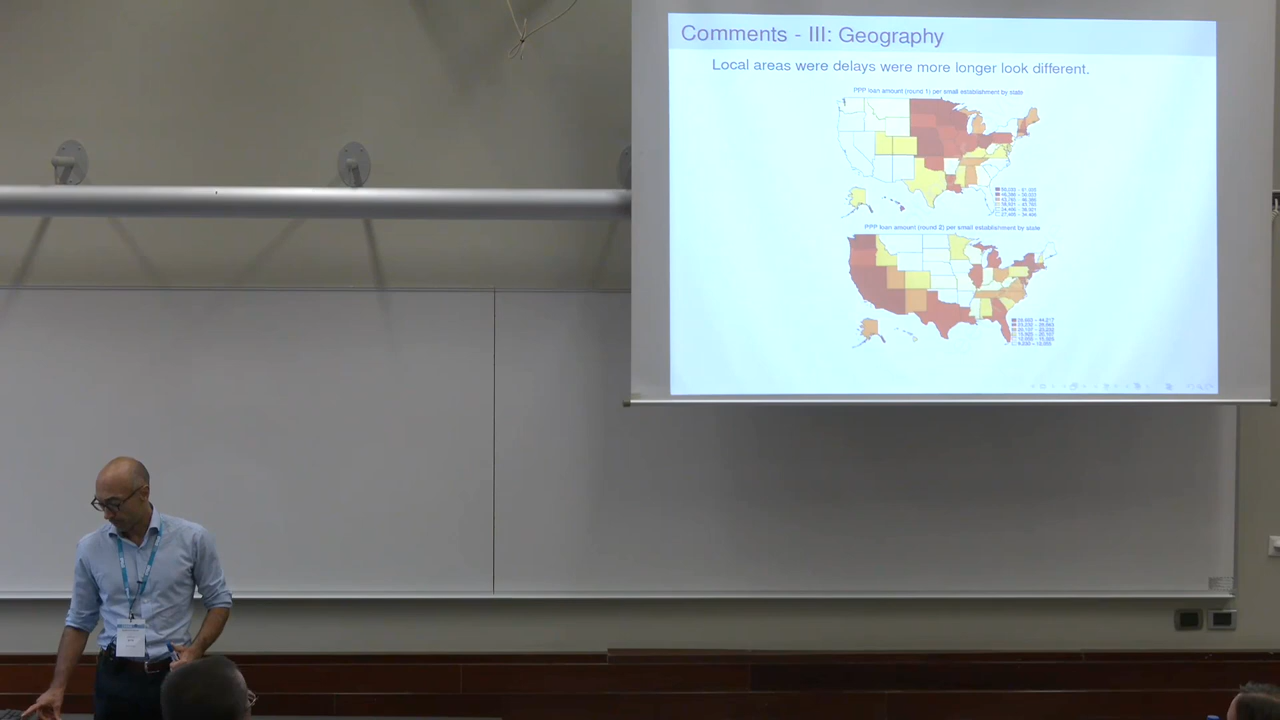 Comments - III: Geography
Local areas were delays were more longer look different.
PPP loan amount (round 1) per small establishment by state
PPP loan amount (round 2) per small establishment by state